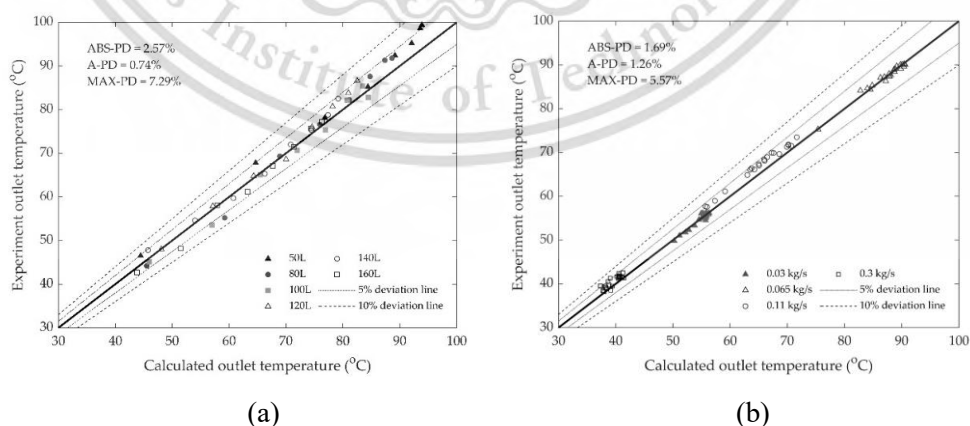 Institute of Technolo
(a)
ABS-PD = 2.57%
A-PD = 0.74%
MAX-PD = 7.29%
Experiment outlet temperature (°C)
100
90
80
70
60
50
40
30
50L
80L
100L
120L
140L
160L
5% deviation line
10% deviation line
30 40 50 60 70 80 90 100
Calculated outlet temperature (°C)
(b)
ABS-PD = 1.69%
A-PD = 1.26%
MAX-PD = 5.57%
Experiment outlet temperature (°C)
100
90
80
70
60
50
40
30
0.03 kg/s
0.065 kg/s
0.11 kg/s
0.3 kg/s
5% deviation line
10% deviation line
30 40 50 60 70 80 90 100
Calculated outlet temperature (°C)